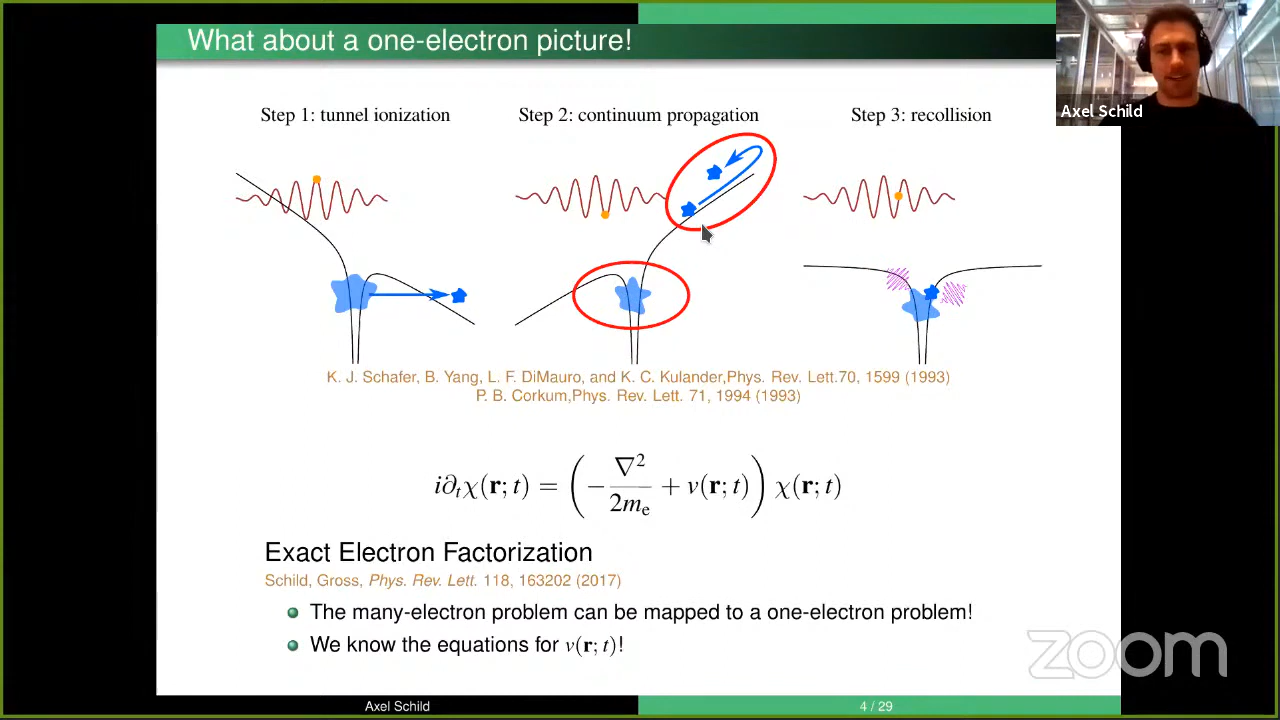 What about a one-electron picture!
Axel Schild
Step 1: tunnel ionization
Step 2: continuum propagation
Step 3: recollision
K. J. Schafer, B. Yang, L. F. DiMauro, and K. C. Kulander,Phys. Rev. Lett.70, 1599 (1993)
P. B. Corkum,Phys. Rev. Lett. 71, 1994 (1993)
i∂ₜχ(r; t) = (−∇²/2mₑ + v(r; t)) χ(r; t)
Exact Electron Factorization
Schild, Gross, Phys. Rev. Lett. 118, 163202 (2017)
The many-electron problem can be mapped to a one-electron problem!
We know the equations for v(r; t)!
zoom
Axel Schild
4 / 29